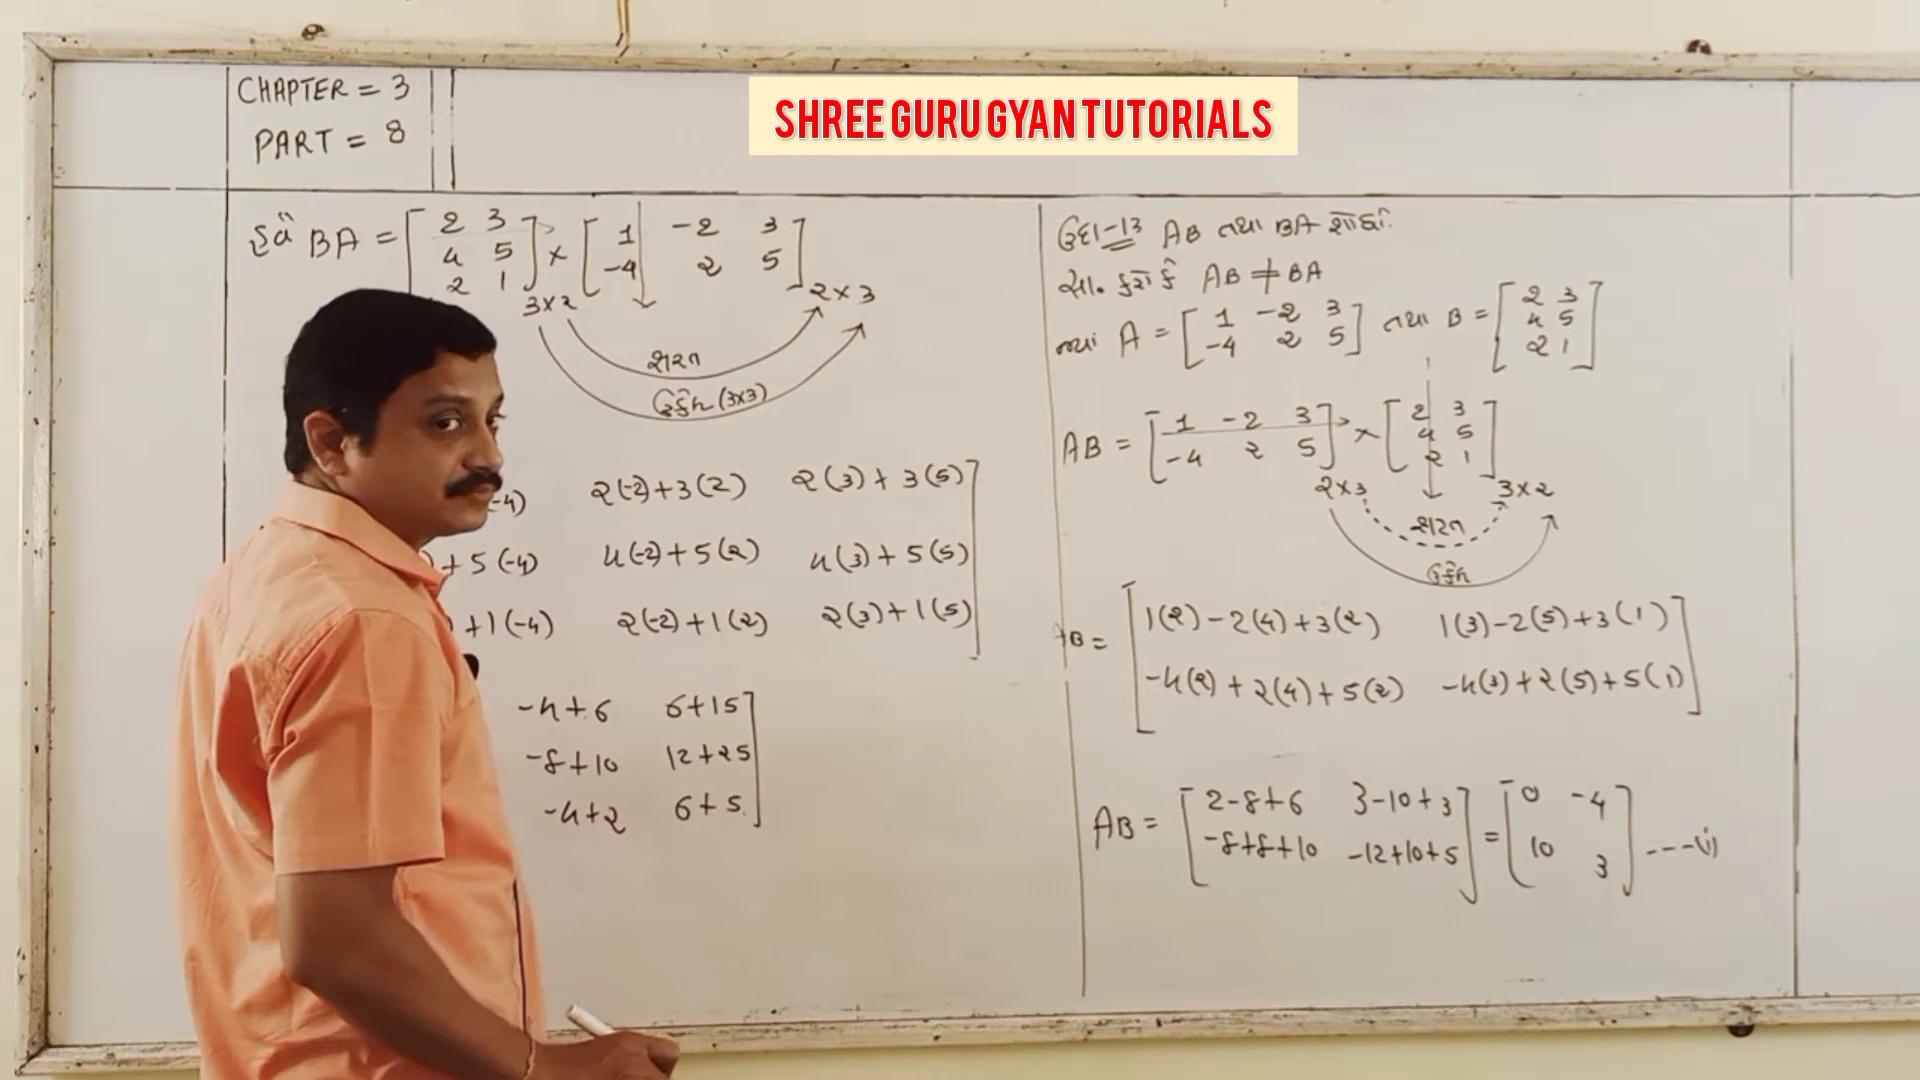 CHAPTER = 3
PART = 8
SHREE GURU GYAN TUTORIALS
હવે BA = [ 2 3 ] × [ 1 -2 3 ]
4 5 -4 2 5
2 1
3×2 2×3
શરત
(3×3)
-4) 2(-2)+3(2) 2(3)+3(5)
)+5(-4) 4(-2)+5(2) 4(3)+5(5)
+1(-4) 2(-2)+1(2) 2(3)+1(5)
-4+6 6+15
-8+10 12+25
-4+2 6+5
ઉદા-13 AB તથા BA શોધો.
સા. કરો કે AB ≠ BA
જ્યાં A = [ 1 -2 3 ] તથા B = [ 2 3 ]
-4 2 5 4 5
2 1
AB = [ 1 -2 3 ] × [ 2 3 ]
-4 2 5 4 5
2 1
2×3 3×2
શરત
AB = [ 1(2)-2(4)+3(2) 1(3)-2(5)+3(1) ]
-4(2)+2(4)+5(2) -4(3)+2(5)+5(1)
AB = [ 2-8+6 3-10+3 ] = [ 0 -4 ]
-8+8+10 -12+10+5 10 3 ---(i)